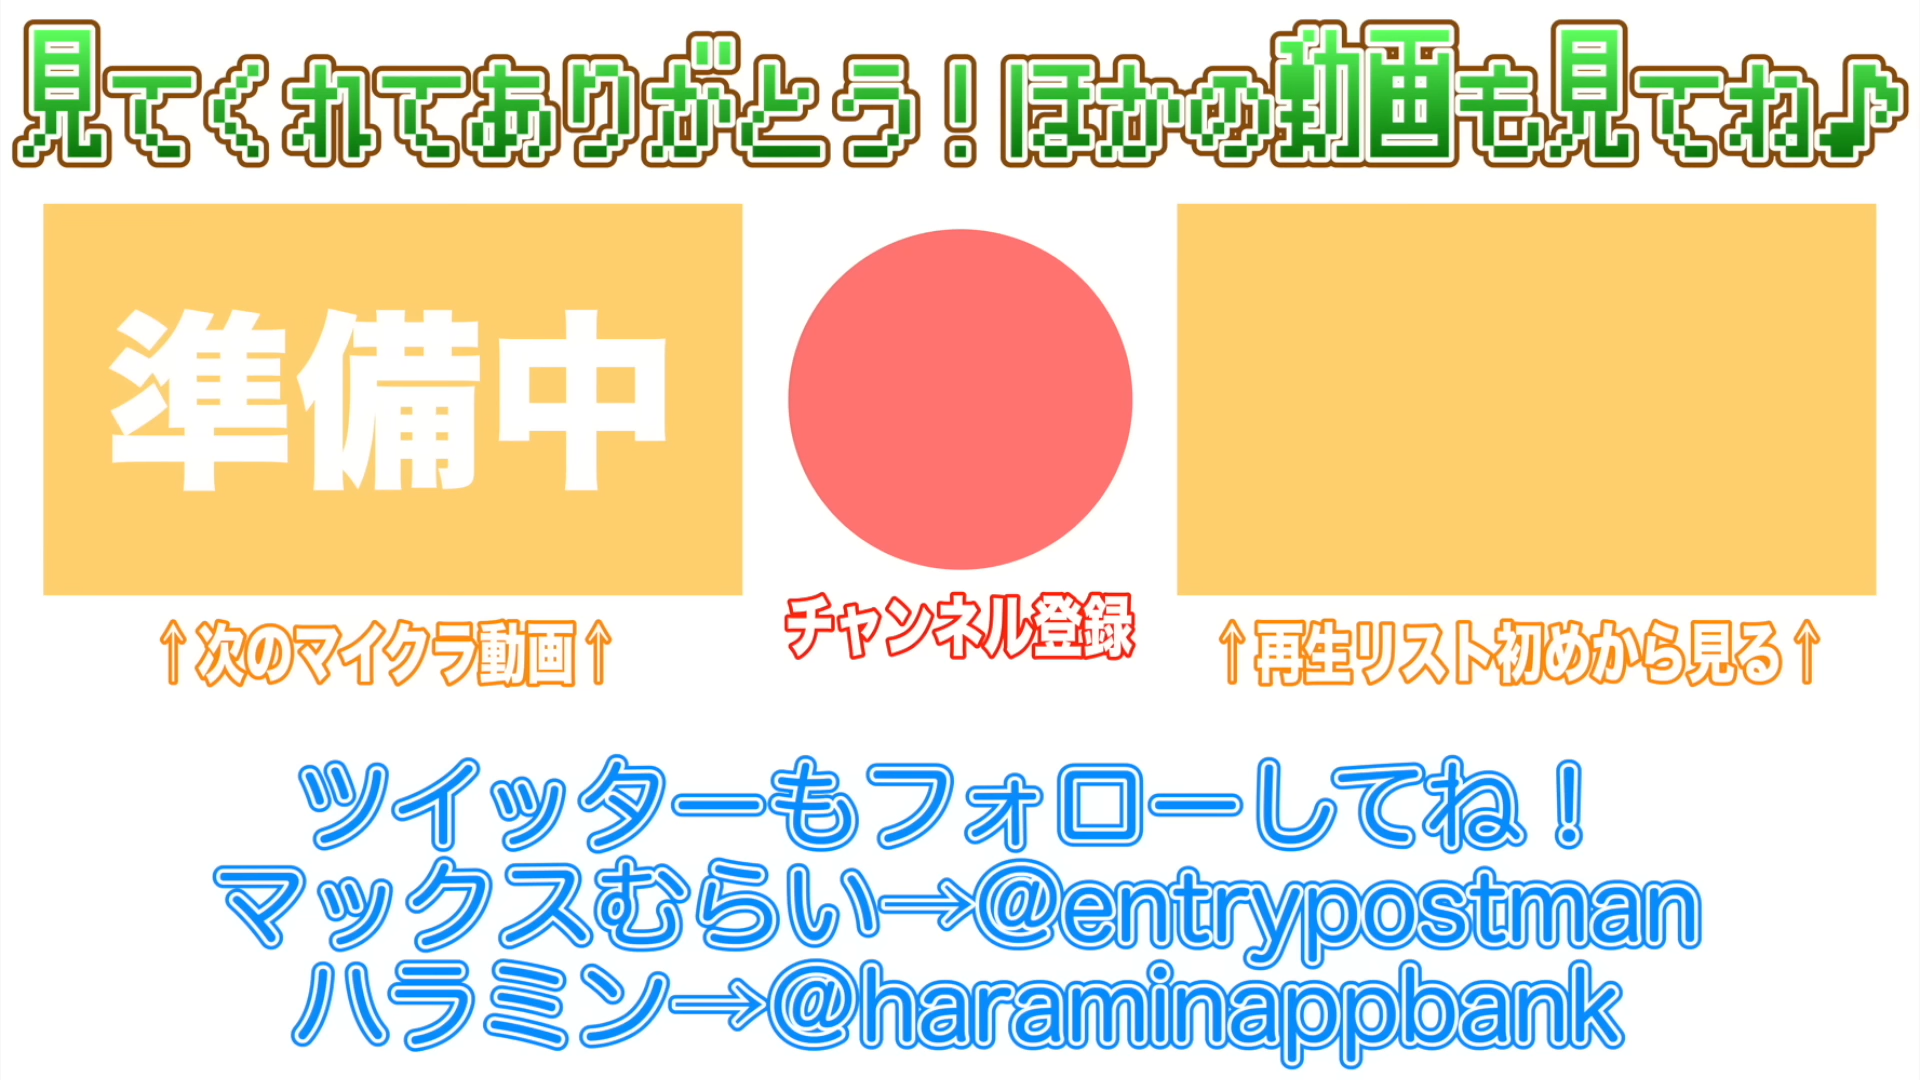 見てくれてありがとう！ほかの動画も見てね♪
準備中
↑次のマイクラ動画↑
チャンネル登録
↑再生リスト初めから見る↑
ツイッターもフォローしてね！
マックスむらい→@entrypostman
ハラミン→@haraminappbank